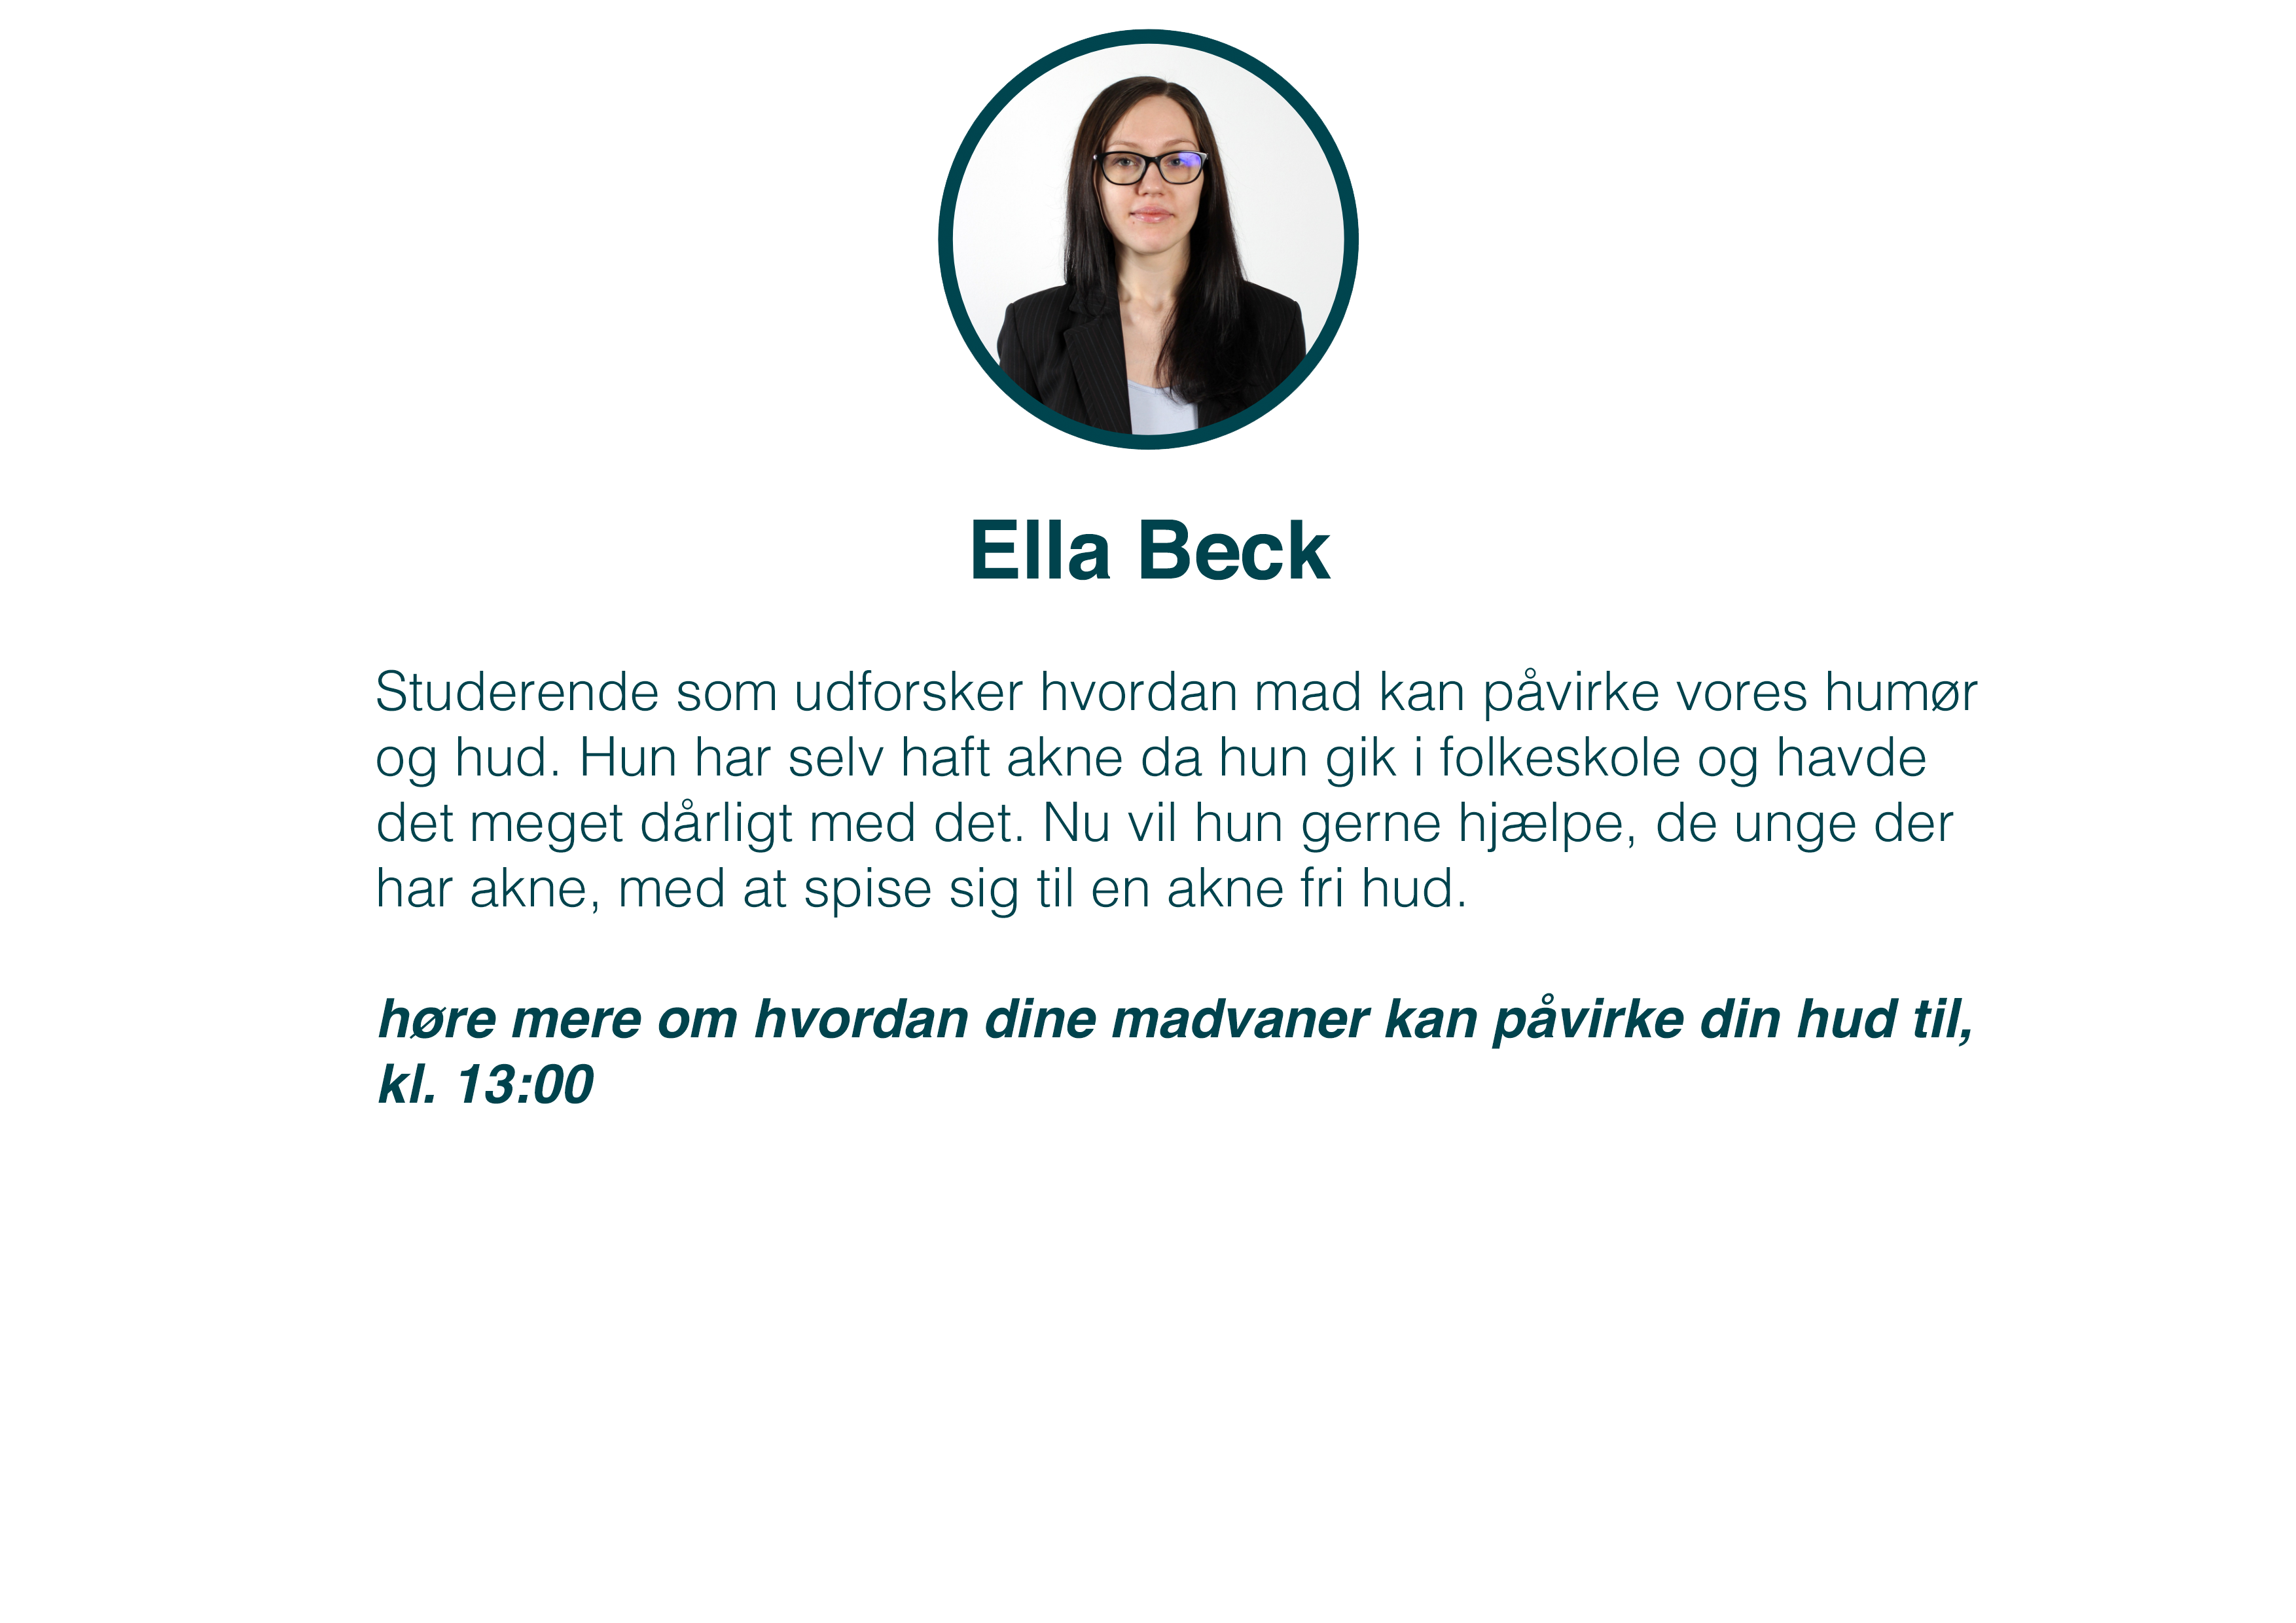 Ella Beck
Studerende som udforsker hvordan mad kan påvirke vores humør
og hud. Hun har selv haft akne da hun gik i folkeskole og havde
det meget dårligt med det. Nu vil hun gerne hjælpe, de unge der
har akne, med at spise sig til en akne fri hud.
høre mere om hvordan dine madvaner kan påvirke din hud til,
kl. 13:00